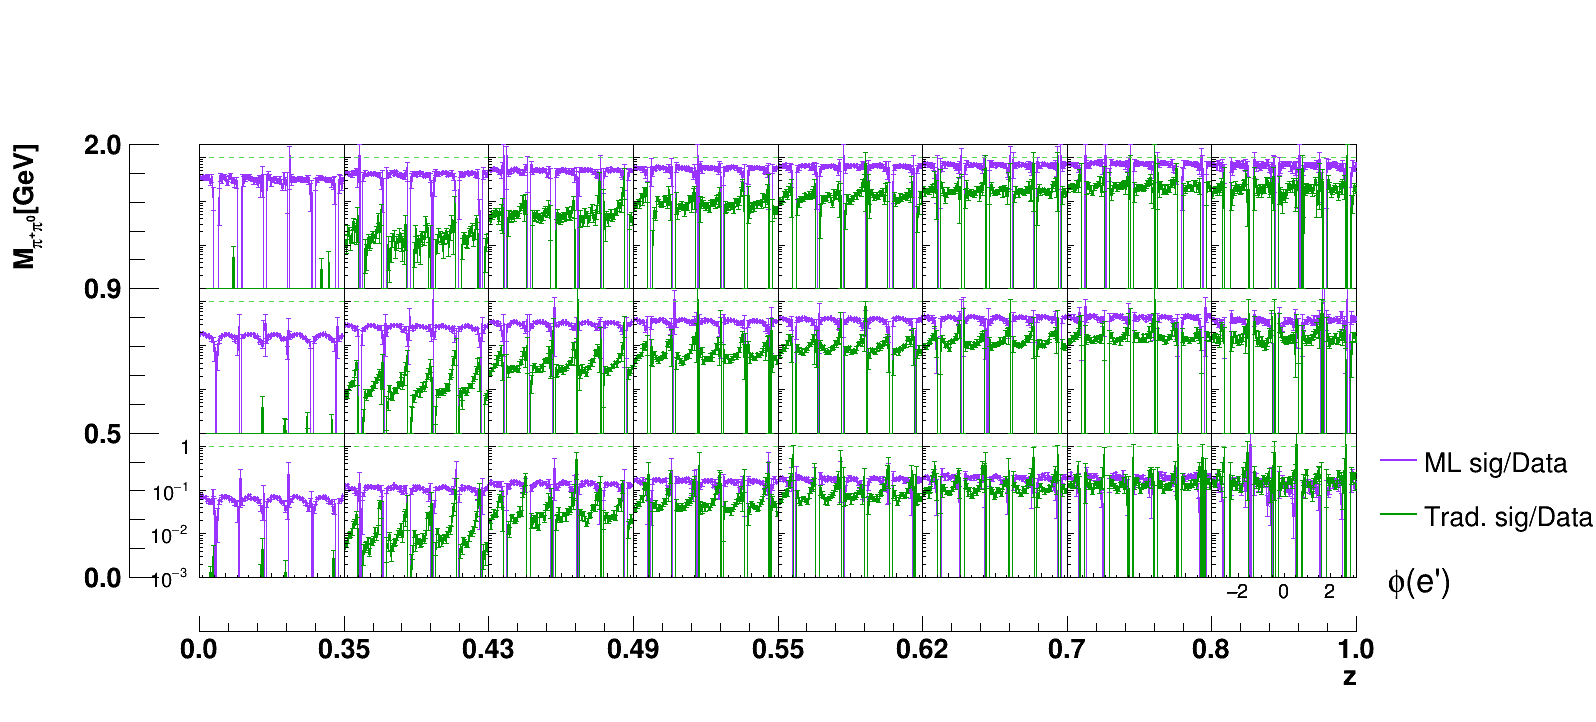 M π⁺π⁰ [GeV]
2.0
0.9
0.5
0.0
1
10⁻¹
10⁻²
10⁻³
ML sig/Data
Trad. sig/Data
−2 0 2
ϕ(e')
0.0 0.35 0.43 0.49 0.55 0.62 0.7 0.8 1.0
z